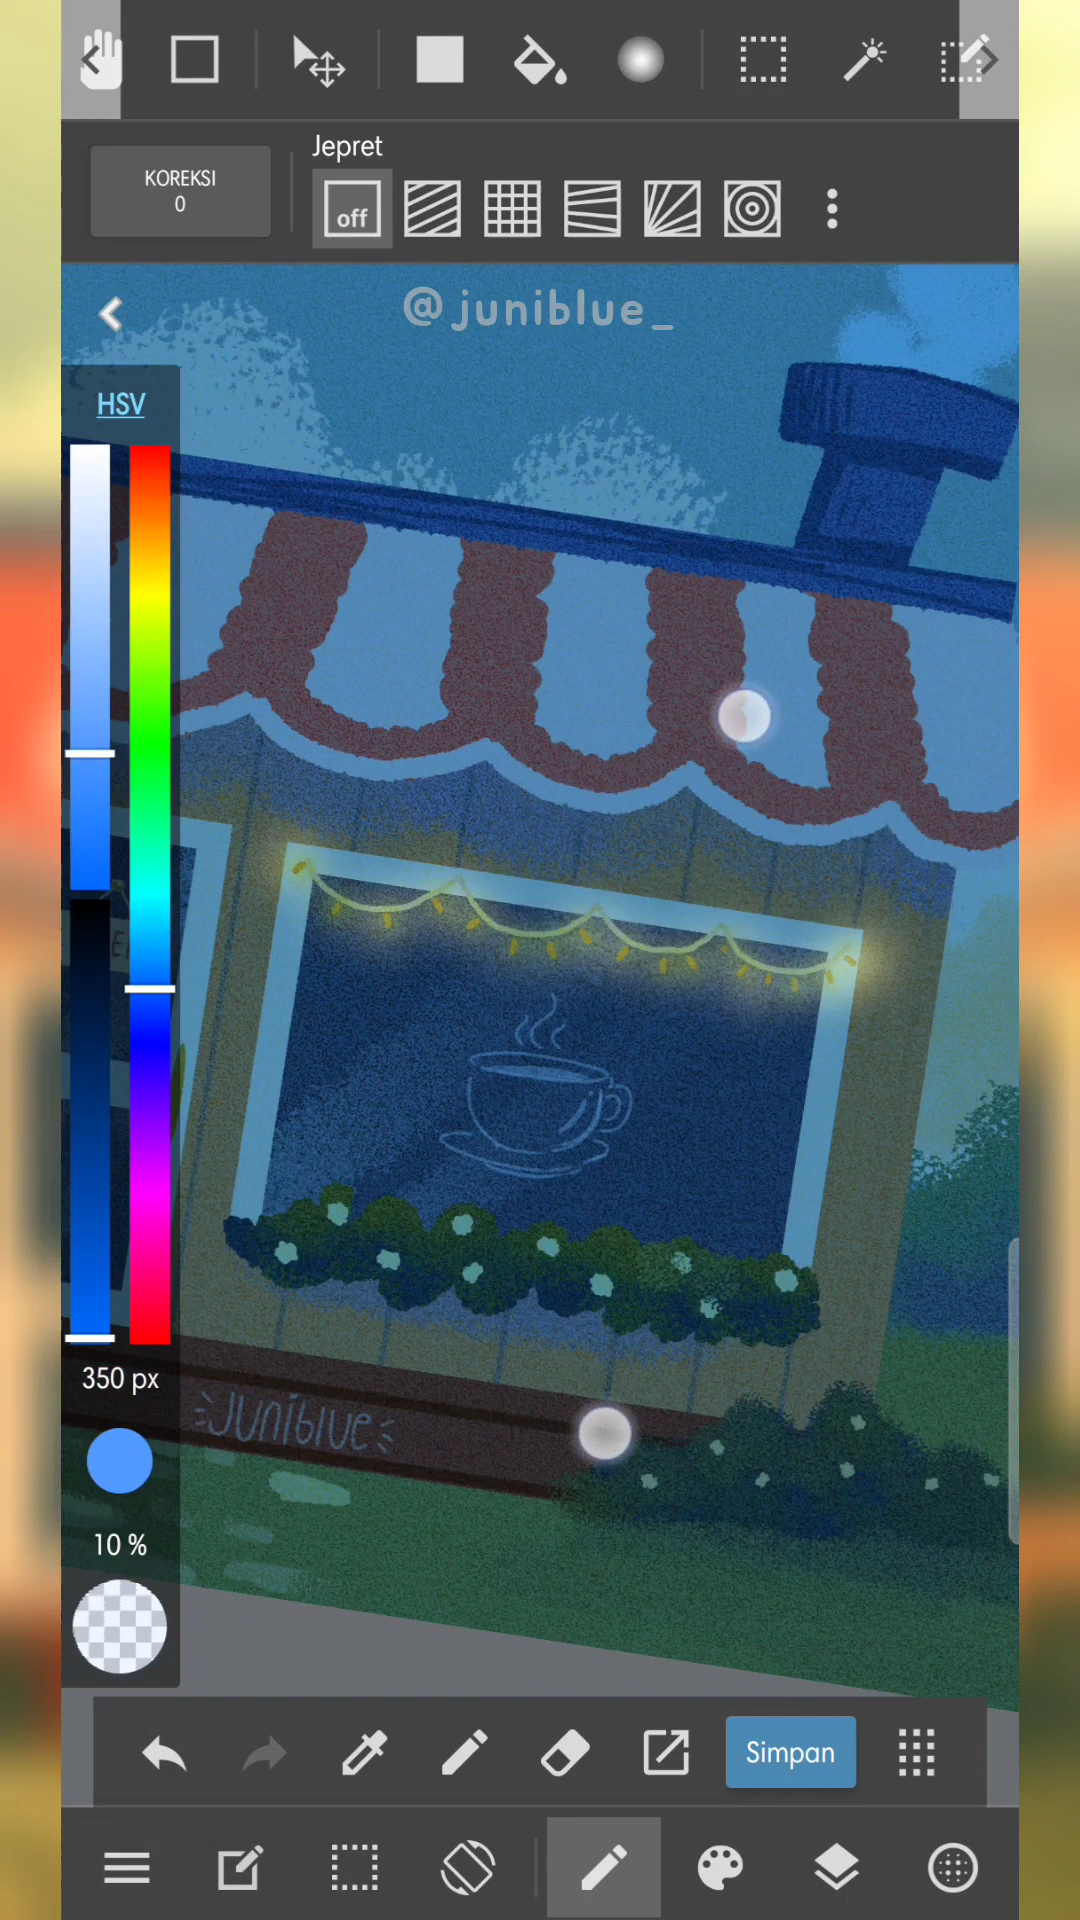 Jepret
KOREKSI
0
off
@juniblue_
HSV
350 px
Juniblue
10 %
Simpan